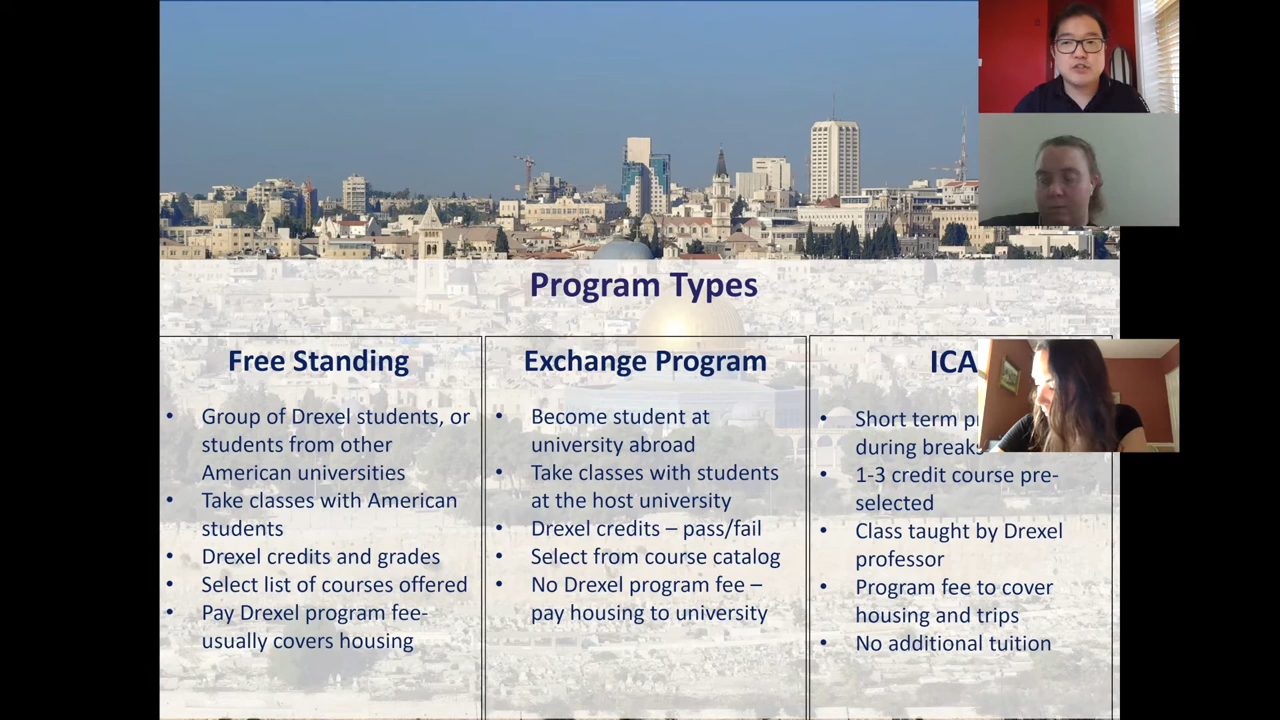 Program Types
Free Standing
• Group of Drexel students, or
students from other
American universities
• Take classes with American
students
• Drexel credits and grades
• Select list of courses offered
• Pay Drexel program fee-
usually covers housing
Exchange Program
• Become student at
university abroad
• Take classes with students
at the host university
• Drexel credits – pass/fail
• Select from course catalog
• No Drexel program fee –
pay housing to university
ICA
• Short term
during breaks
• 1-3 credit course pre-
selected
• Class taught by Drexel
professor
• Program fee to cover
housing and trips
• No additional tuition